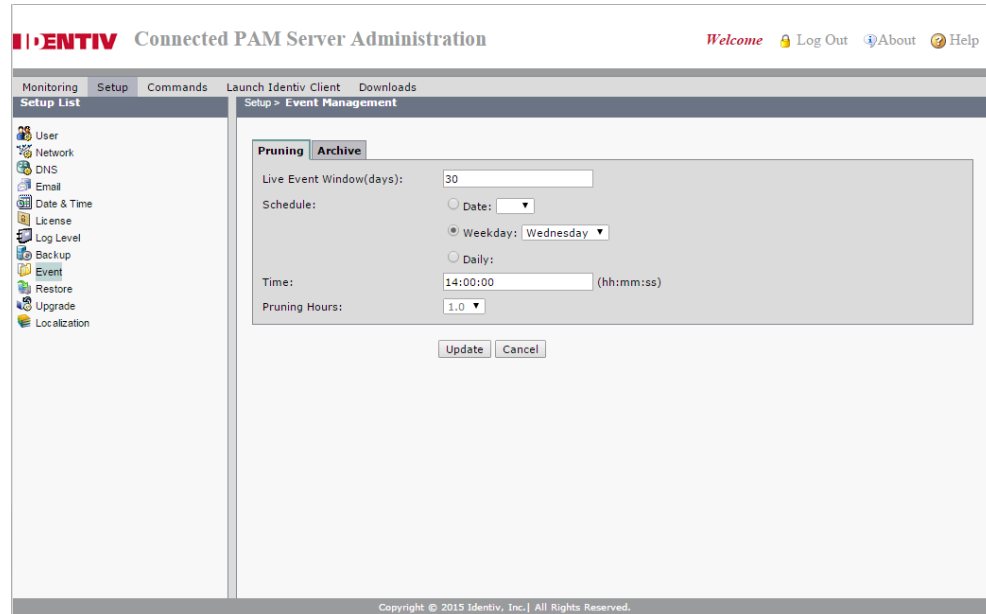 IDENTIV Connected PAM Server Administration Welcome Log Out About Help
Monitoring Setup Commands Launch Identiv Client Downloads
Setup List
Setup > Event Management
User
Network
DNS
Email
Date & Time
License
Log Level
Backup
Event
Restore
Upgrade
Localization
Pruning Archive
Live Event Window(days): 30
Schedule: Date:
Weekday: Wednesday
Daily:
Time: 14:00:00 (hh:mm:ss)
Pruning Hours: 1.0
Update Cancel
Copyright © 2015 Identiv, Inc.| All Rights Reserved.